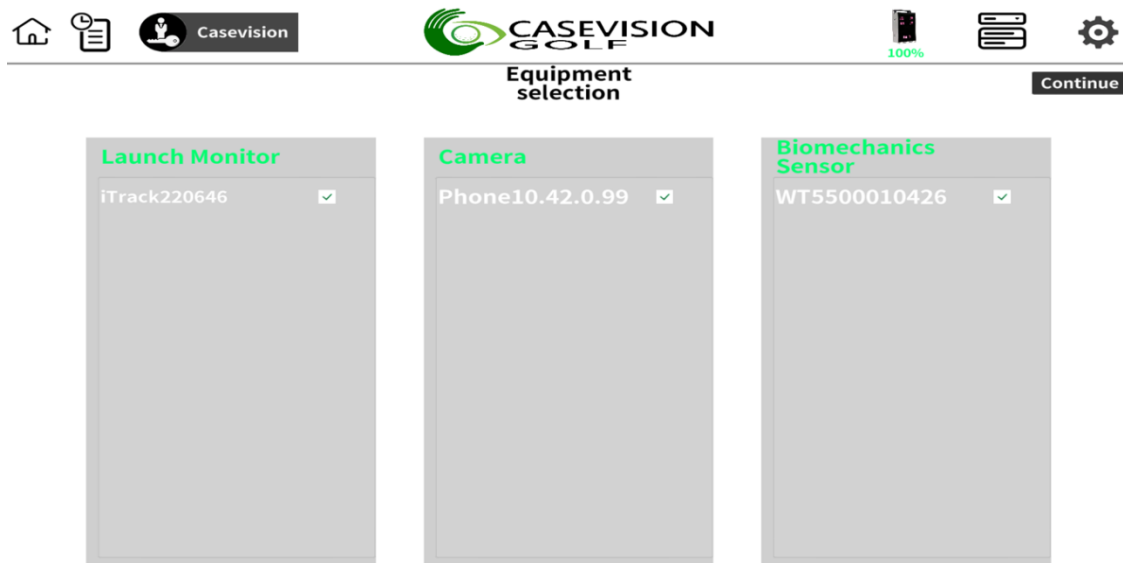 Casevision
CASEVISION
GOLF
100%
Equipment
selection
Continue
Launch Monitor
iTrack220646
Camera
Phone10.42.0.99
Biomechanics
Sensor
WT5500010426